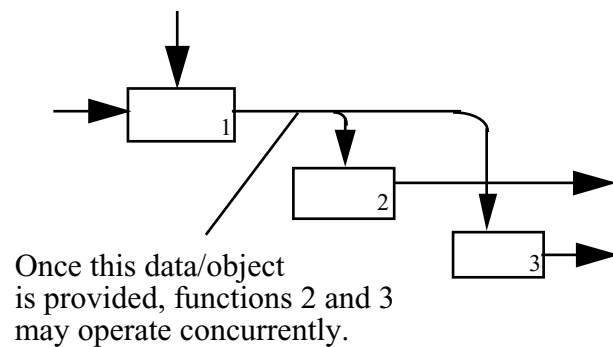 1
2
3
Once this data/object
is provided, functions 2 and 3
may operate concurrently.